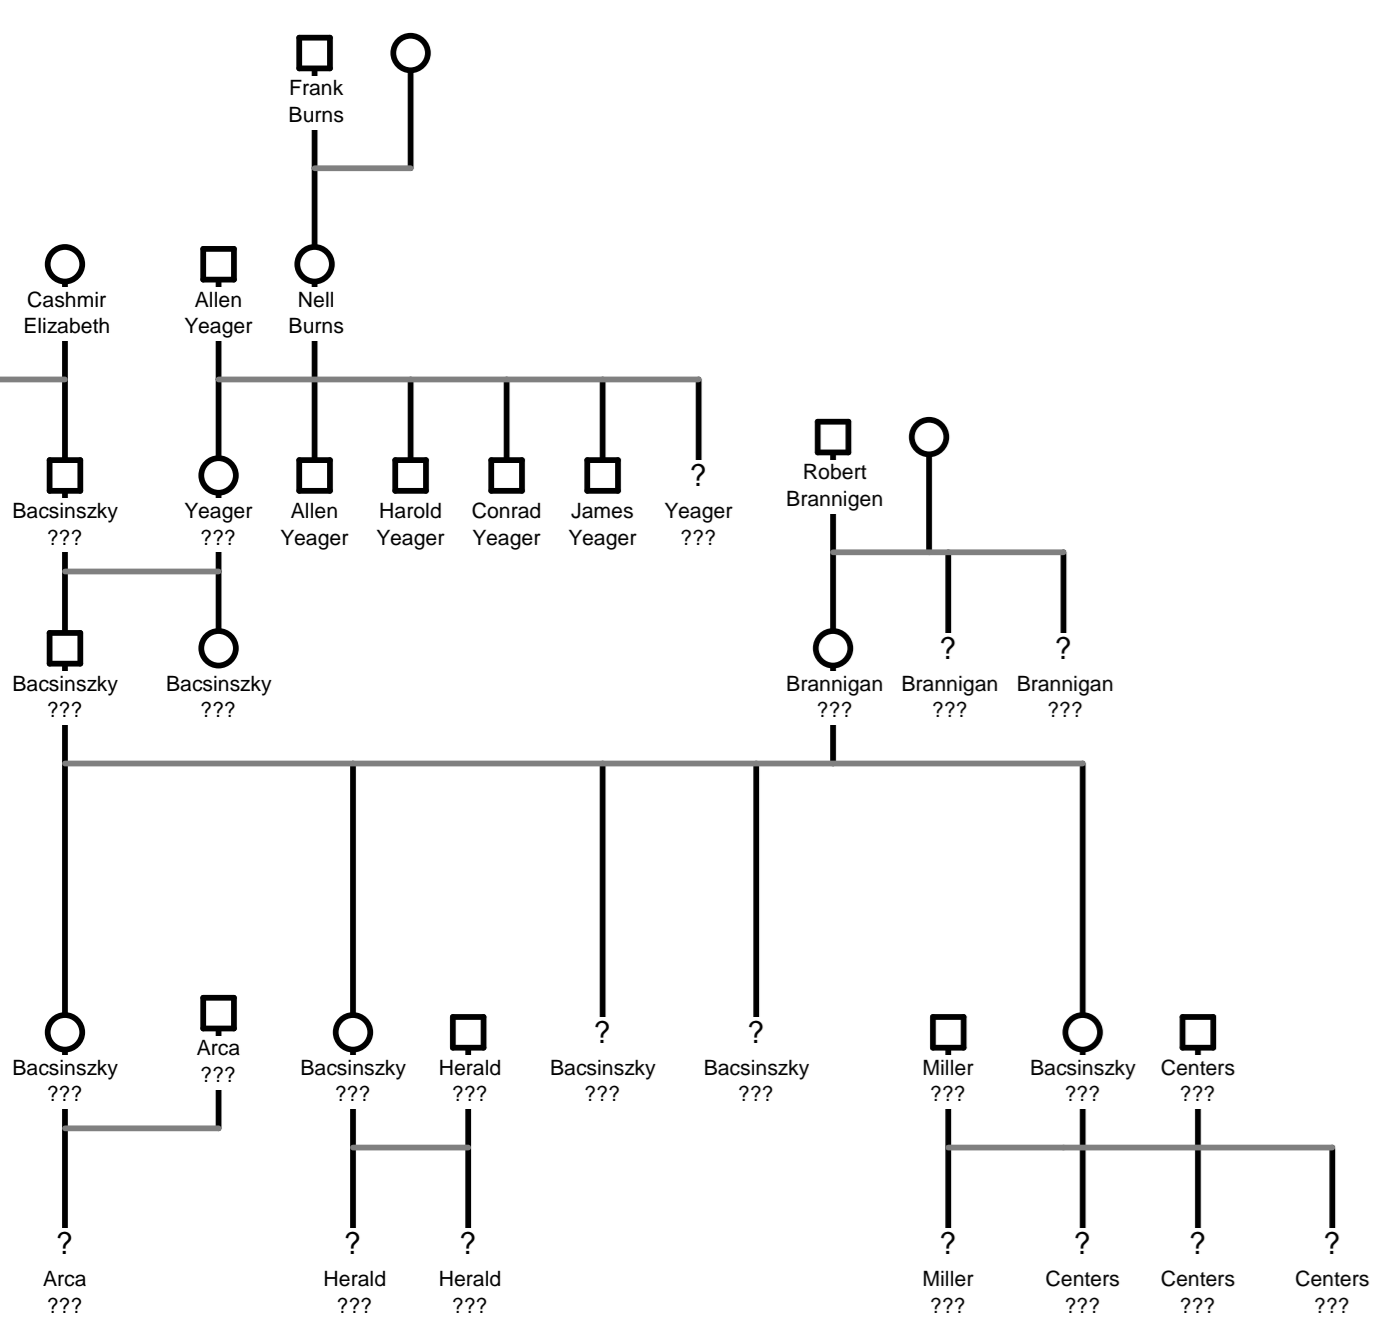 Frank
Burns
Cashmir
Elizabeth
Allen
Yeager
Nell
Burns
Robert
Brannigen
Bacsinszky
???
Yeager
???
Allen
Yeager
Harold
Yeager
Conrad
Yeager
James
Yeager
?
Yeager
???
Bacsinszky
???
Bacsinszky
???
Brannigan
???
?
Brannigan
???
?
Brannigan
???
Bacsinszky
???
Arca
???
Bacsinszky
???
Herald
???
?
Bacsinszky
???
?
Bacsinszky
???
Miller
???
Bacsinszky
???
Centers
???
?
Arca
???
?
Herald
???
?
Herald
???
?
Miller
???
?
Centers
???
?
Centers
???
?
Centers
???